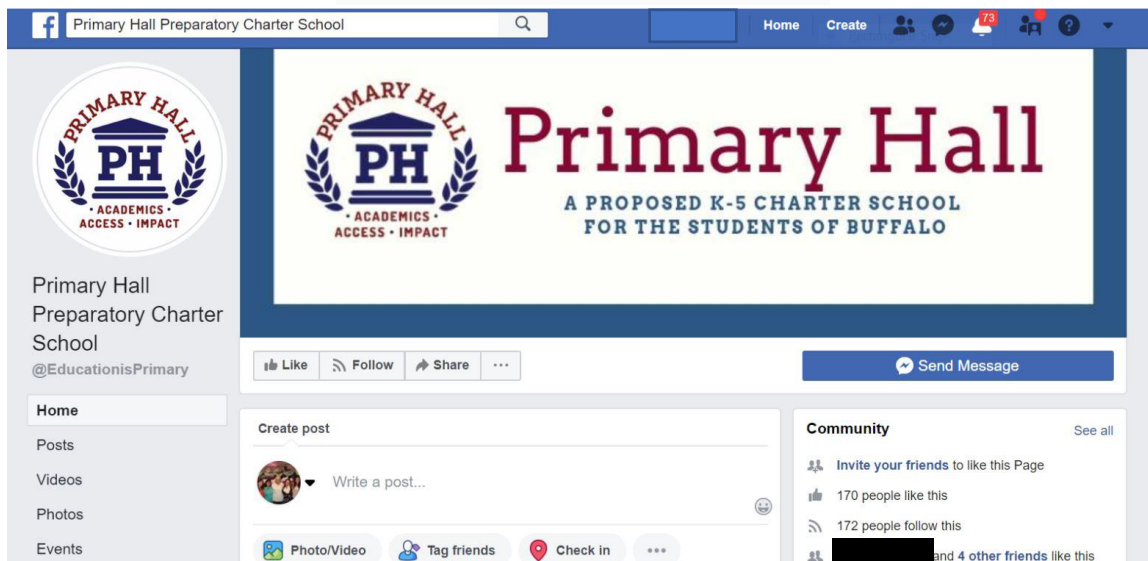 Primary Hall Preparatory Charter School
Home
Create
73
PRIMARY HALL
PH
• ACADEMICS •
ACCESS • IMPACT
PRIMARY HALL
PH
• ACADEMICS •
ACCESS • IMPACT
Primary Hall
A PROPOSED K-5 CHARTER SCHOOL
FOR THE STUDENTS OF BUFFALO
Primary Hall
Preparatory Charter
School
@EducationisPrimary
Like
Follow
Share
Send Message
Home
Posts
Videos
Photos
Events
Create post
Write a post...
Photo/Video
Tag friends
Check in
Community
See all
Invite your friends to like this Page
170 people like this
172 people follow this
and 4 other friends like this